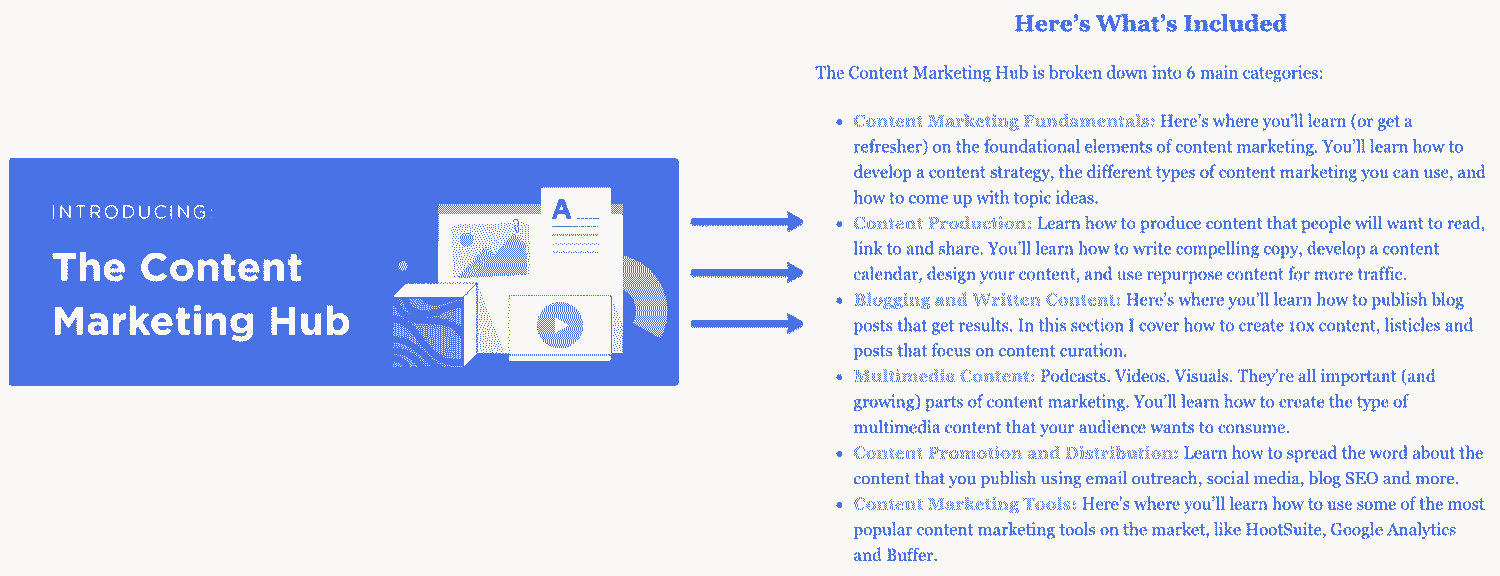 INTRODUCING:
The Content
Marketing Hub
A
Here's What's Included
The Content Marketing Hub is broken down into 6 main categories:
• Content Marketing Fundamentals: Here's where you'll learn (or get a
refresher) on the foundational elements of content marketing. You'll learn how to
develop a content strategy, the different types of content marketing you can use, and
how to come up with topic ideas.
• Content Production: Learn how to produce content that people will want to read,
link to and share. You'll learn how to write compelling copy, develop a content
calendar, design your content, and use repurpose content for more traffic.
• Blogging and Written Content: Here's where you'll learn how to publish blog
posts that get results. In this section I cover how to create 10x content, listicles and
posts that focus on content curation.
• Multimedia Content: Podcasts. Videos. Visuals. They're all important (and
growing) parts of content marketing. You'll learn how to create the type of
multimedia content that your audience wants to consume.
• Content Promotion and Distribution: Learn how to spread the word about the
content that you publish using email outreach, social media, blog SEO and more.
• Content Marketing Tools: Here's where you'll learn how to use some of the most
popular content marketing tools on the market, like HootSuite, Google Analytics
and Buffer.